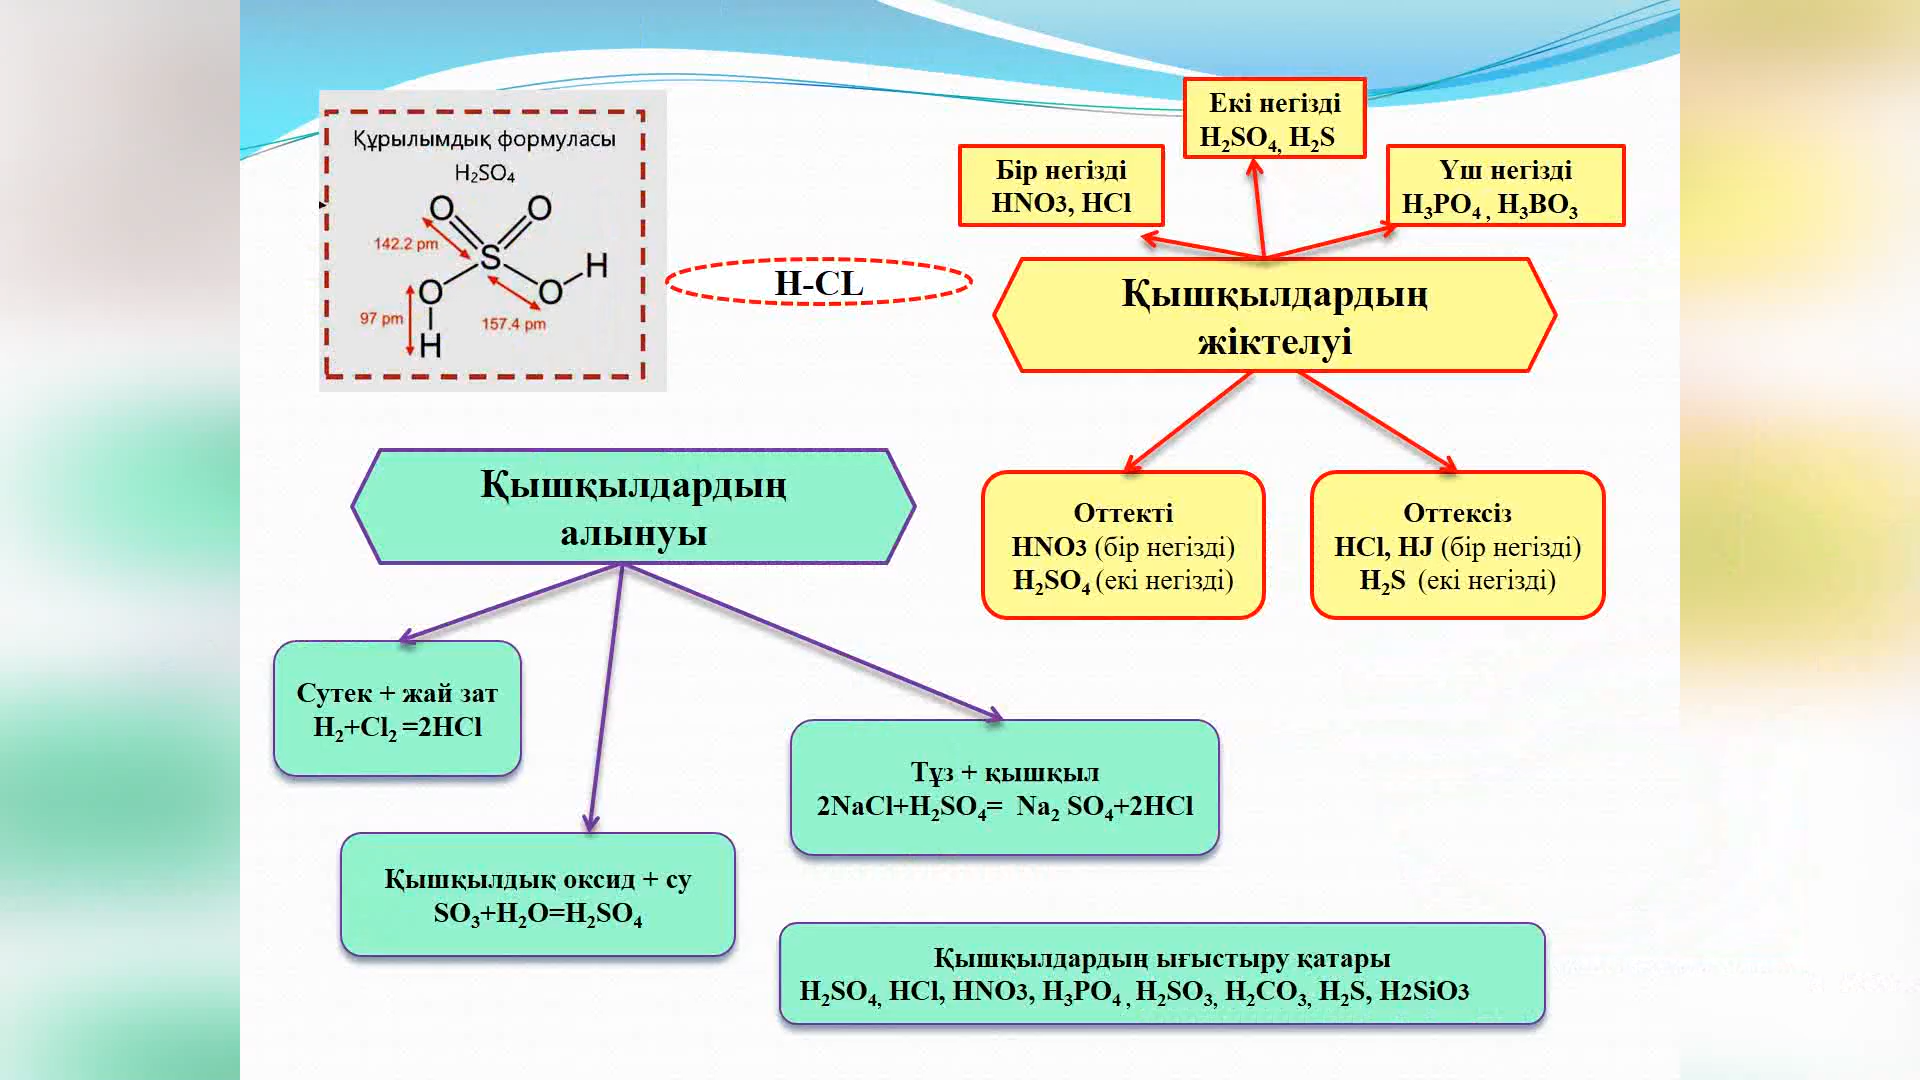 Құрылымдық формуласы
H₂SO₄
O O
142.2 pm
S
H
O O
97 pm
157.4 pm
H
H-CL
Екі негізді
H₂SO₄, H₂S
Бір негізді
HNO3, HCl
Үш негізді
H₃PO₄ , H₃BO₃
Қышқылдардың
жіктелуі
Оттекті
HNO3 (бір негізді)
H₂SO₄ (екі негізді)
Оттексіз
HCl, HJ (бір негізді)
H₂S (екі негізді)
Қышқылдардың
алынуы
Сутек + жай зат
H₂+Cl₂ =2HCl
Тұз + қышқыл
2NaCl+H₂SO₄= Na₂ SO₄+2HCl
Қышқылдық оксид + су
SO₃+H₂O=H₂SO₄
Қышқылдардың ығыстыру қатары
H₂SO₄, HCl, HNO3, H₃PO₄ , H₂SO₃, H₂CO₃, H₂S, H2SiO3